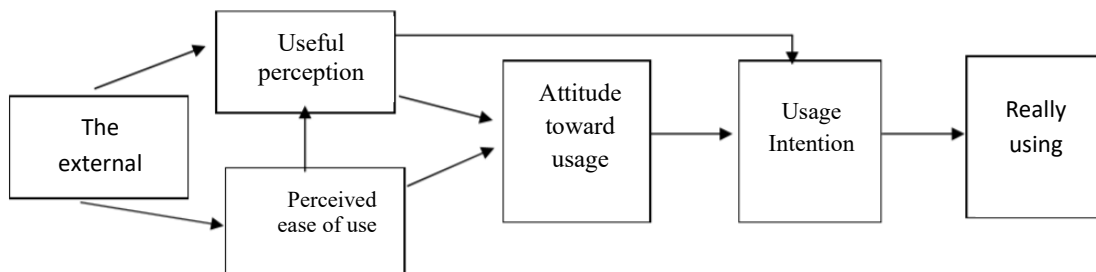 The
external
Useful
perception
Perceived
ease of use
Attitude
toward
usage
Usage
Intention
Really
using